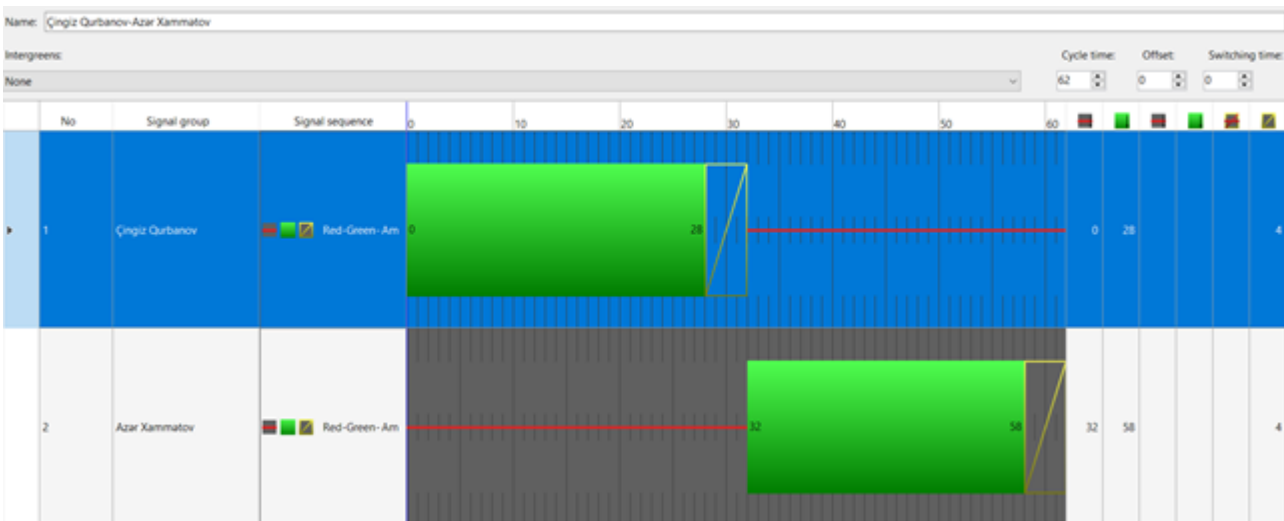 Name: Çingiz Qurbanov-Azər Xammatov
Intergreens: Cycle time: Offset: Switching time:
None 62 0 0
No Signal group Signal sequence 0 10 20 30 40 50 60
1 Çingiz Qurbanov Red-Green-Am 0 28 0 28 4
2 Azər Xammatov Red-Green-Am 32 58 32 58 4